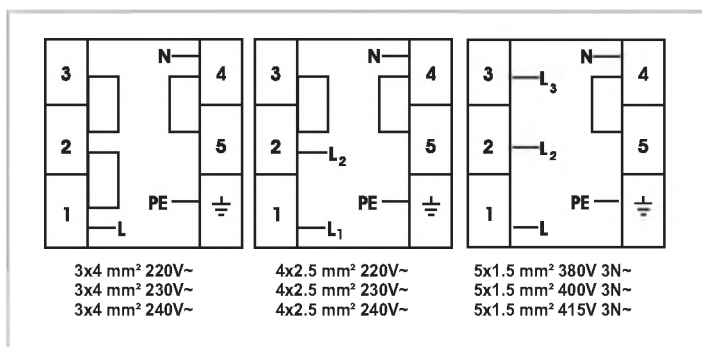 3 N 4
2 5
1 PE ⏚
L
3x4 mm² 220V~
3x4 mm² 230V~
3x4 mm² 240V~
3 N 4
2 L₂ 5
1 PE ⏚
L₁
4x2.5 mm² 220V~
4x2.5 mm² 230V~
4x2.5 mm² 240V~
3 L₃ N 4
2 L₂ 5
1 PE ⏚
L
5x1.5 mm² 380V 3N~
5x1.5 mm² 400V 3N~
5x1.5 mm² 415V 3N~